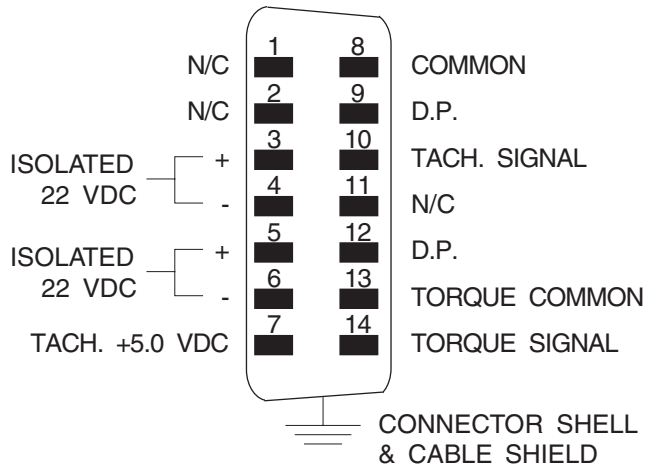 N/C 1 8 COMMON
N/C 2 9 D.P.
ISOLATED 22 VDC + 3 10 TACH. SIGNAL
- 4 11 N/C
ISOLATED 22 VDC + 5 12 D.P.
- 6 13 TORQUE COMMON
TACH. +5.0 VDC 7 14 TORQUE SIGNAL
CONNECTOR SHELL
& CABLE SHIELD